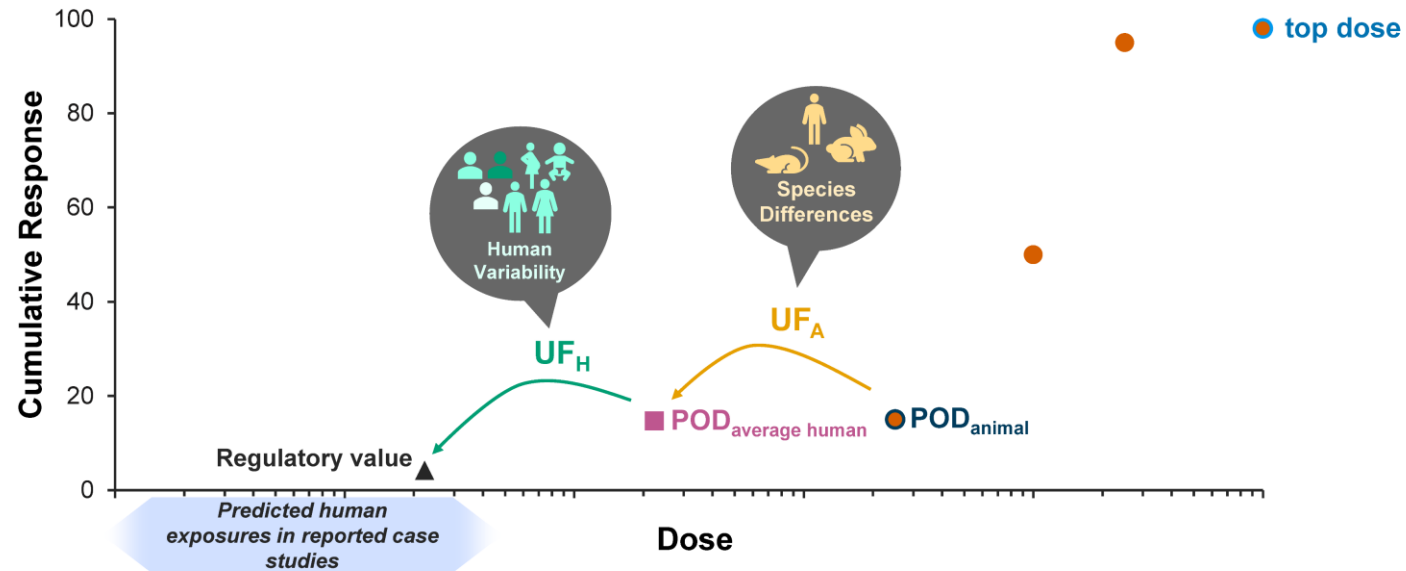 Cumulative Response
100
80
60
40
20
0
top dose
Species
Differences
Human
Variability
UFA
UFH
PODaverage human
PODanimal
Regulatory value
Predicted human
exposures in reported case
studies
Dose